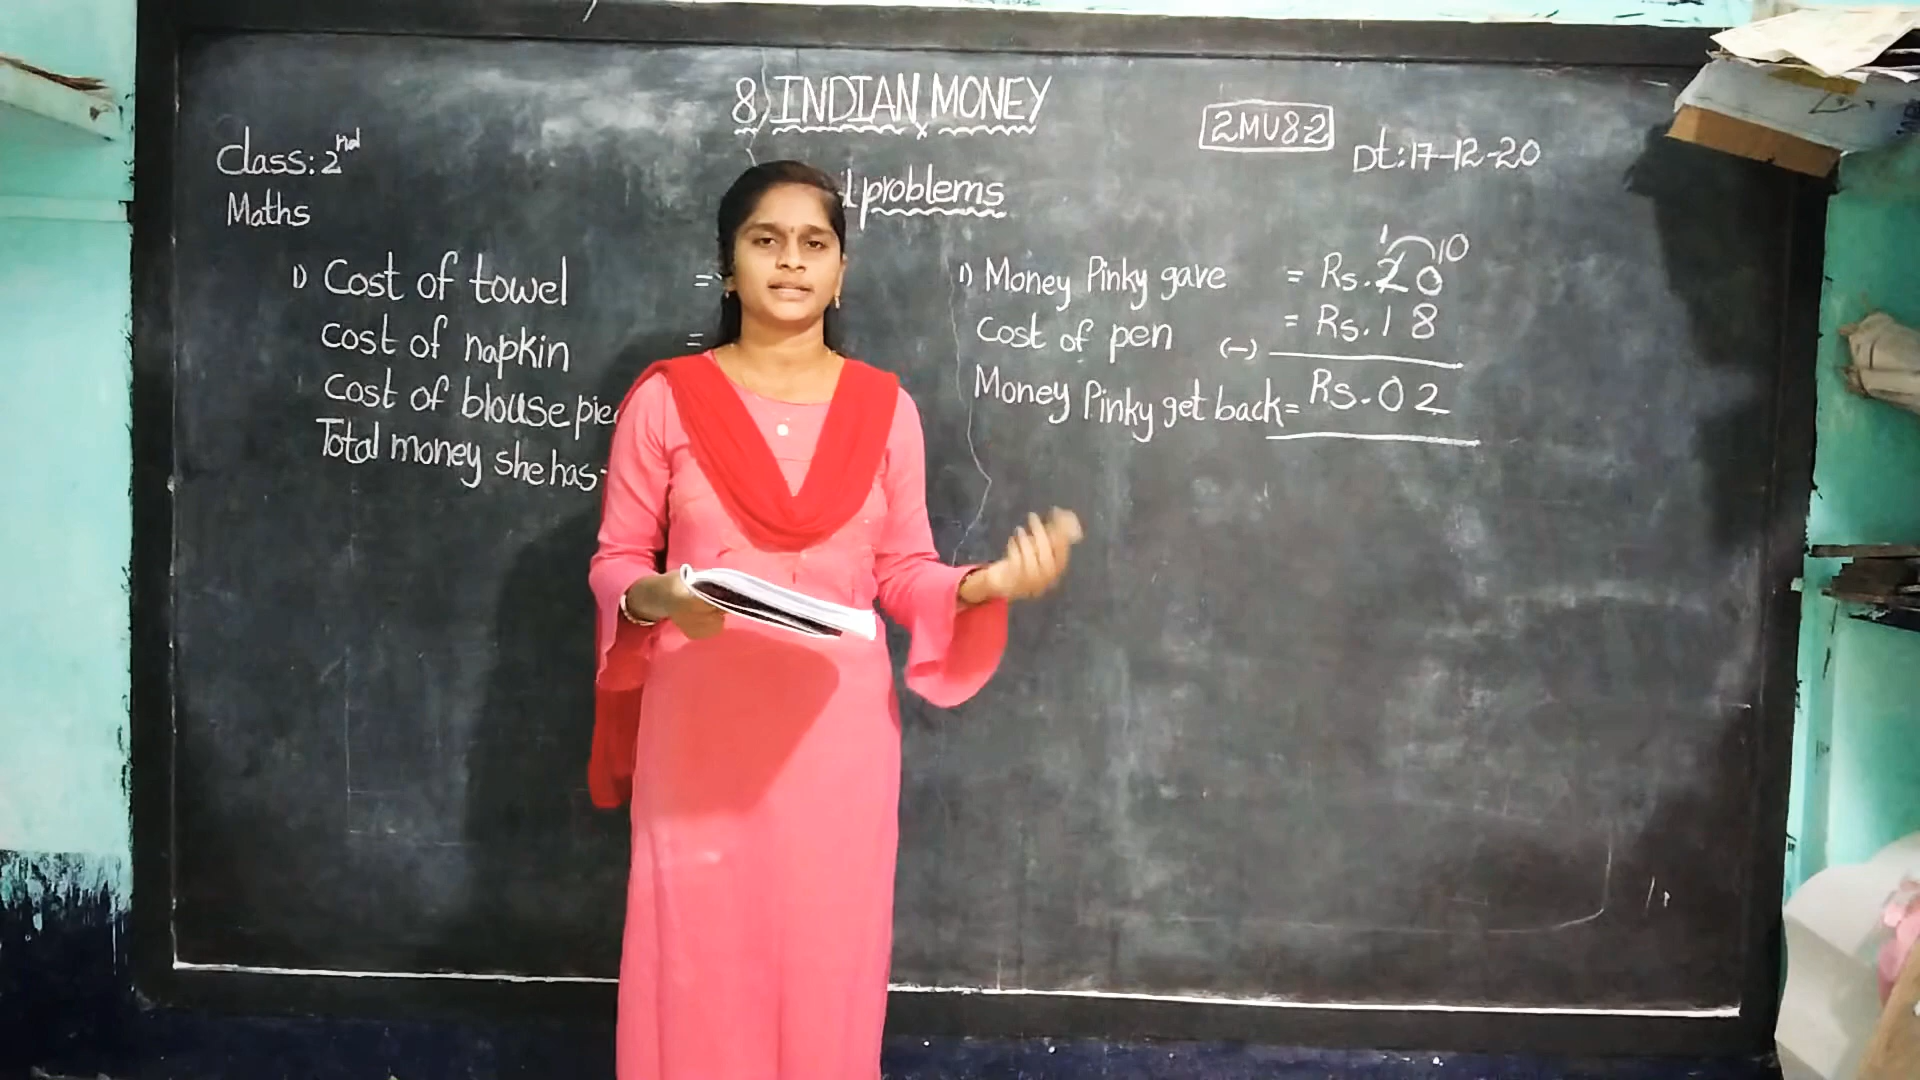 8) INDIAN MONEY
2MU8.2
Dt: 17-12-20
Class: 2nd
Maths
problems
1) Cost of towel =
Cost of napkin =
Cost of blouse
Total money she has
1) Money Pinky gave = Rs. 20
1 10
Cost of pen = Rs. 18
(-)
Money Pinky get back = Rs. 02